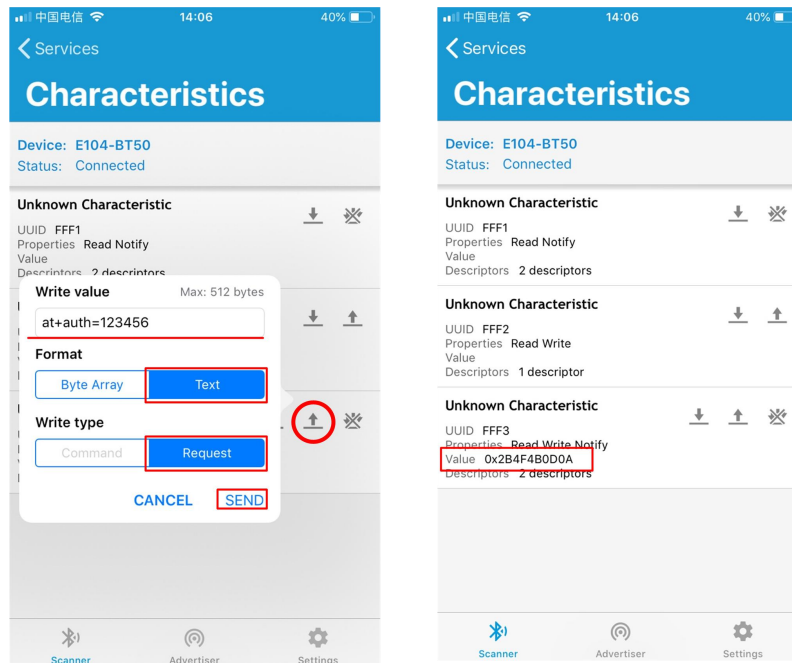 中国电信 14:06 40%
Services
Characteristics
Device: E104-BT50
Status: Connected
Unknown Characteristic
UUID FFF1
Properties Read Notify
Value
Descriptors 2 descriptors
Write value Max: 512 bytes
at+auth=123456
Format
Byte Array Text
Write type
Command Request
CANCEL SEND
Scanner Advertiser Settings
中国电信 14:06 40%
Services
Characteristics
Device: E104-BT50
Status: Connected
Unknown Characteristic
UUID FFF1
Properties Read Notify
Value
Descriptors 2 descriptors
Unknown Characteristic
UUID FFF2
Properties Read Write
Value
Descriptors 1 descriptor
Unknown Characteristic
UUID FFF3
Properties Read Write Notify
Value 0x2B4F4B0D0A
Descriptors 2 descriptors
Scanner Advertiser Settings